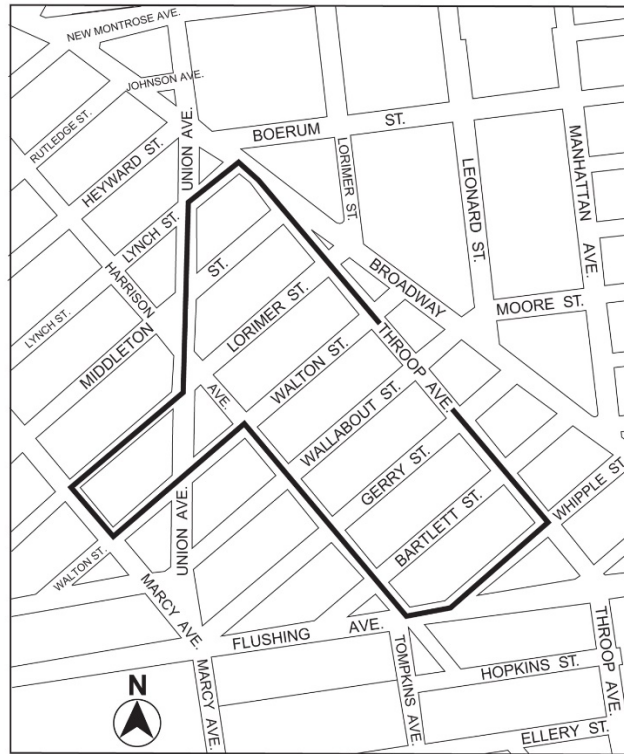 NEW MONTROSE AVE.
JOHNSON AVE.
RUTLEDGE ST.
HEYWARD ST.
UNION AVE.
BOERUM ST.
LORIMER ST.
LEONARD ST.
MANHATTAN AVE.
LYNCH ST.
HARRISON AVE.
LYNCH ST.
MIDDLETON ST.
LORIMER ST.
BROADWAY
MOORE ST.
WALTON ST.
THROOP AVE.
WALLABOUT ST.
GERRY ST.
BARTLETT ST.
WHIPPLE ST.
UNION AVE.
WALTON ST.
MARCY AVE.
FLUSHING AVE.
MARCY AVE.
TOMPKINS AVE.
THROOP AVE.
HOPKINS ST.
ELLERY ST.
N